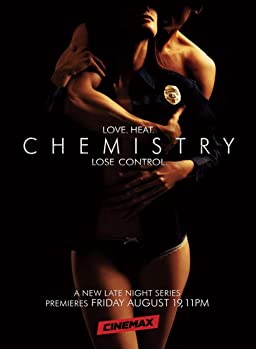 LOVE. HEAT.
CHEMISTRY
LOSE CONTROL
A NEW LATE NIGHT SERIES
PREMIERES FRIDAY AUGUST 19, 11PM
CINEMAX